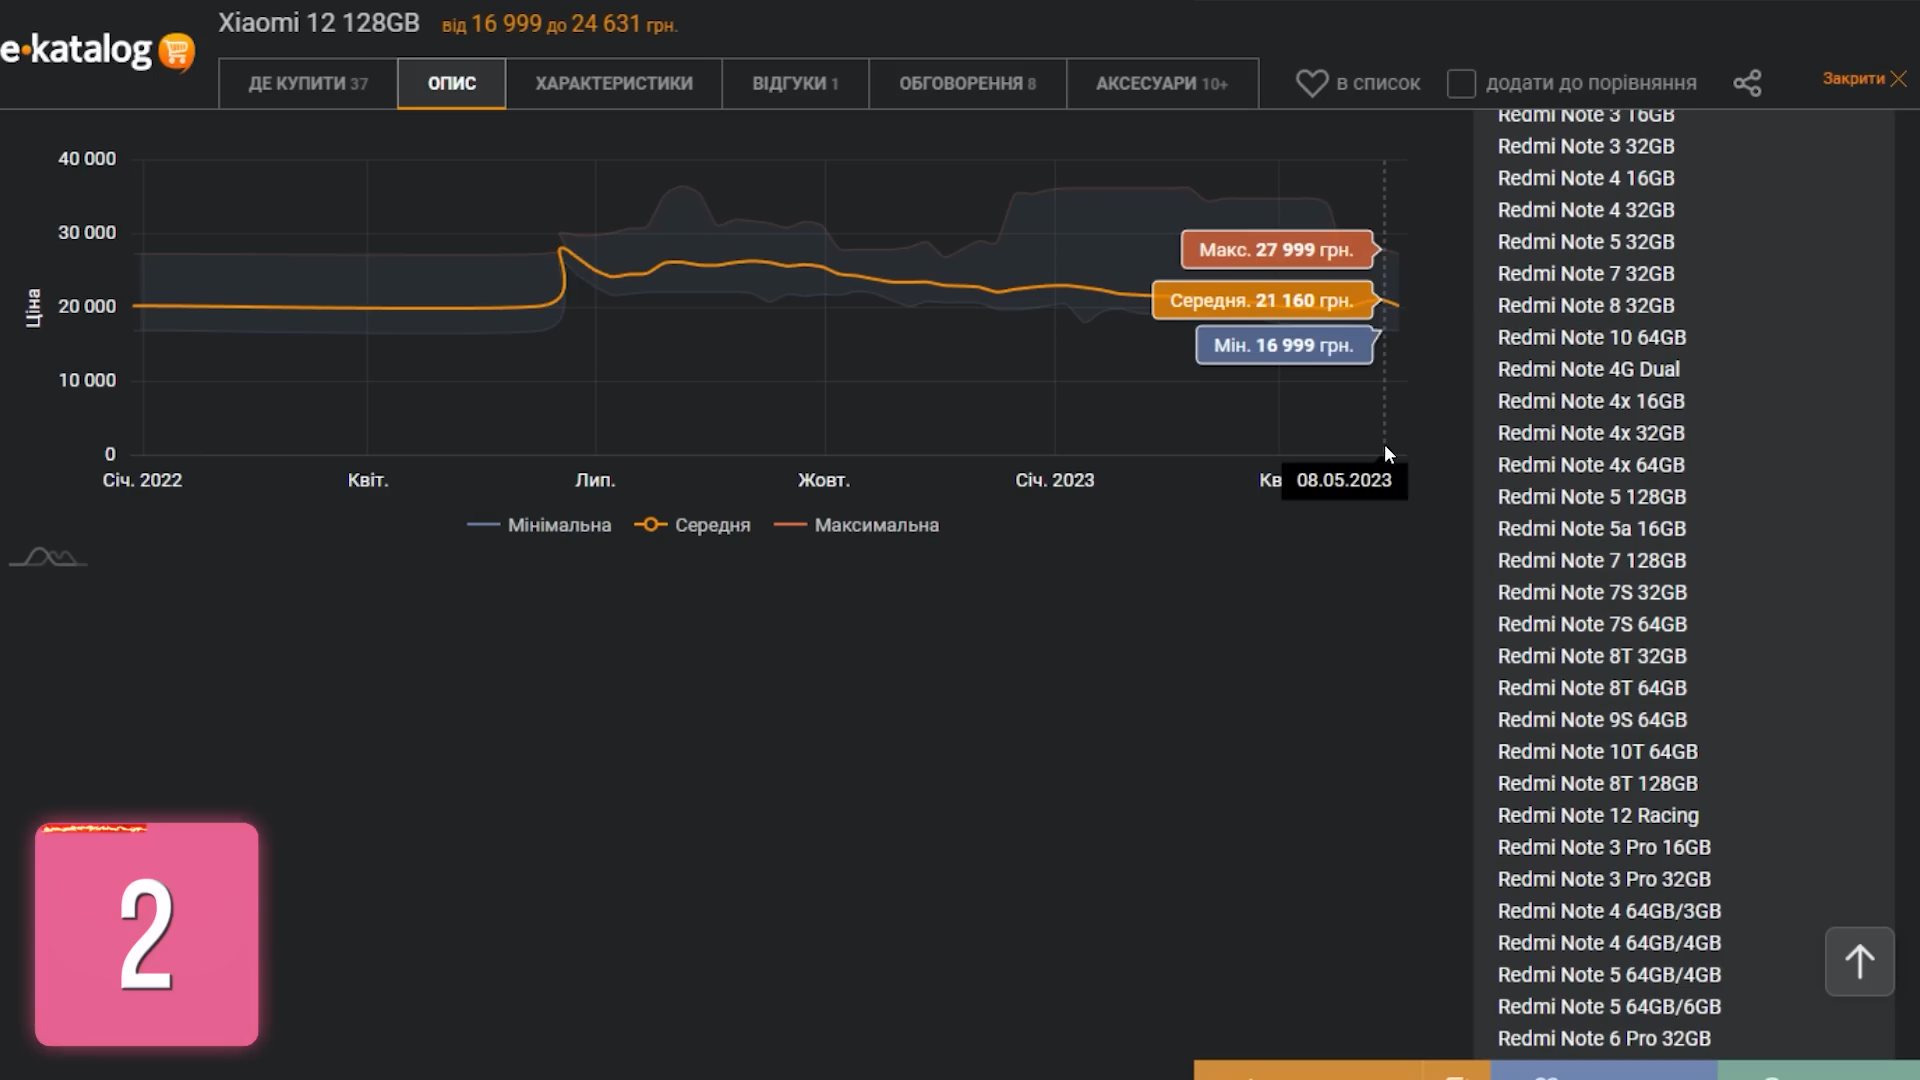 e•katalog
Xiaomi 12 128GB від 16 999 до 24 631 грн.
ДЕ КУПИТИ 37
ОПИС
ХАРАКТЕРИСТИКИ
ВІДГУКИ 1
ОБГОВОРЕННЯ 8
АКСЕСУАРИ 10+
в список
додати до порівняння
Закрити
Ціна
40 000
30 000
20 000
10 000
0
Макс. 27 999 грн.
Середня. 21 160 грн.
Мін. 16 999 грн.
Січ. 2022
Квіт.
Лип.
Жовт.
Січ. 2023
Кв
08.05.2023
Мінімальна
Середня
Максимальна
2
Redmi Note 3 16GB
Redmi Note 3 32GB
Redmi Note 4 16GB
Redmi Note 4 32GB
Redmi Note 5 32GB
Redmi Note 7 32GB
Redmi Note 8 32GB
Redmi Note 10 64GB
Redmi Note 4G Dual
Redmi Note 4x 16GB
Redmi Note 4x 32GB
Redmi Note 4x 64GB
Redmi Note 5 128GB
Redmi Note 5a 16GB
Redmi Note 7 128GB
Redmi Note 7S 32GB
Redmi Note 7S 64GB
Redmi Note 8T 32GB
Redmi Note 8T 64GB
Redmi Note 9S 64GB
Redmi Note 10T 64GB
Redmi Note 8T 128GB
Redmi Note 12 Racing
Redmi Note 3 Pro 16GB
Redmi Note 3 Pro 32GB
Redmi Note 4 64GB/3GB
Redmi Note 4 64GB/4GB
Redmi Note 5 64GB/4GB
Redmi Note 5 64GB/6GB
Redmi Note 6 Pro 32GB